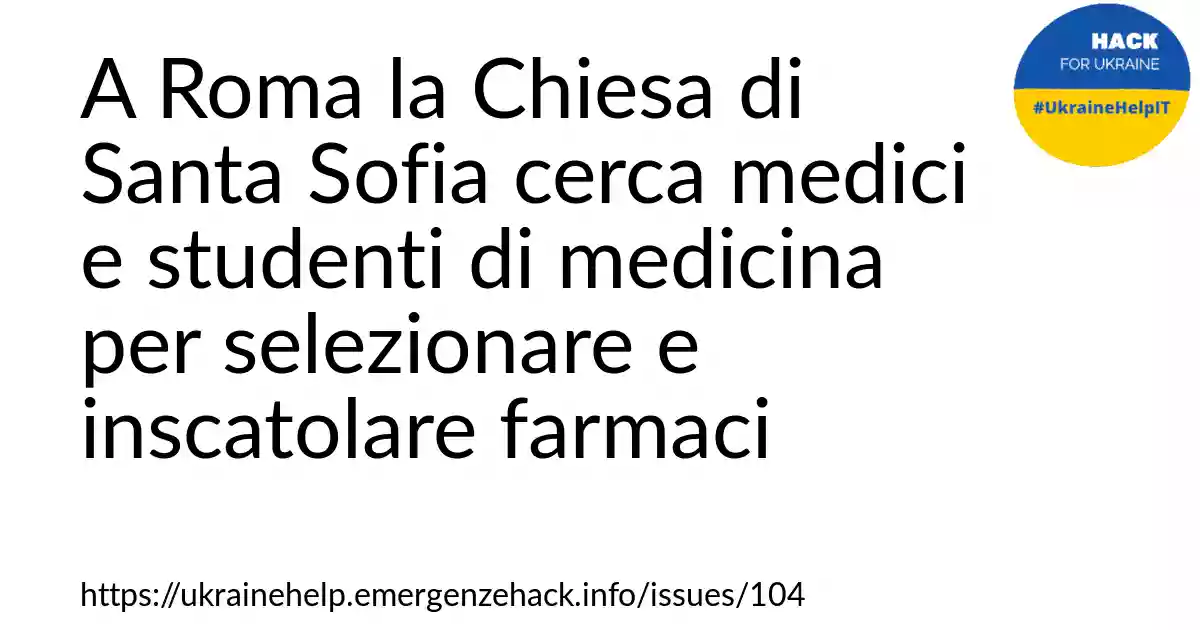 HACK
FOR UKRAINE
#UkraineHelpIT
A Roma la Chiesa di
Santa Sofia cerca medici
e studenti di medicina
per selezionare e
inscatolare farmaci
https://ukrainehelp.emergenzehack.info/issues/104